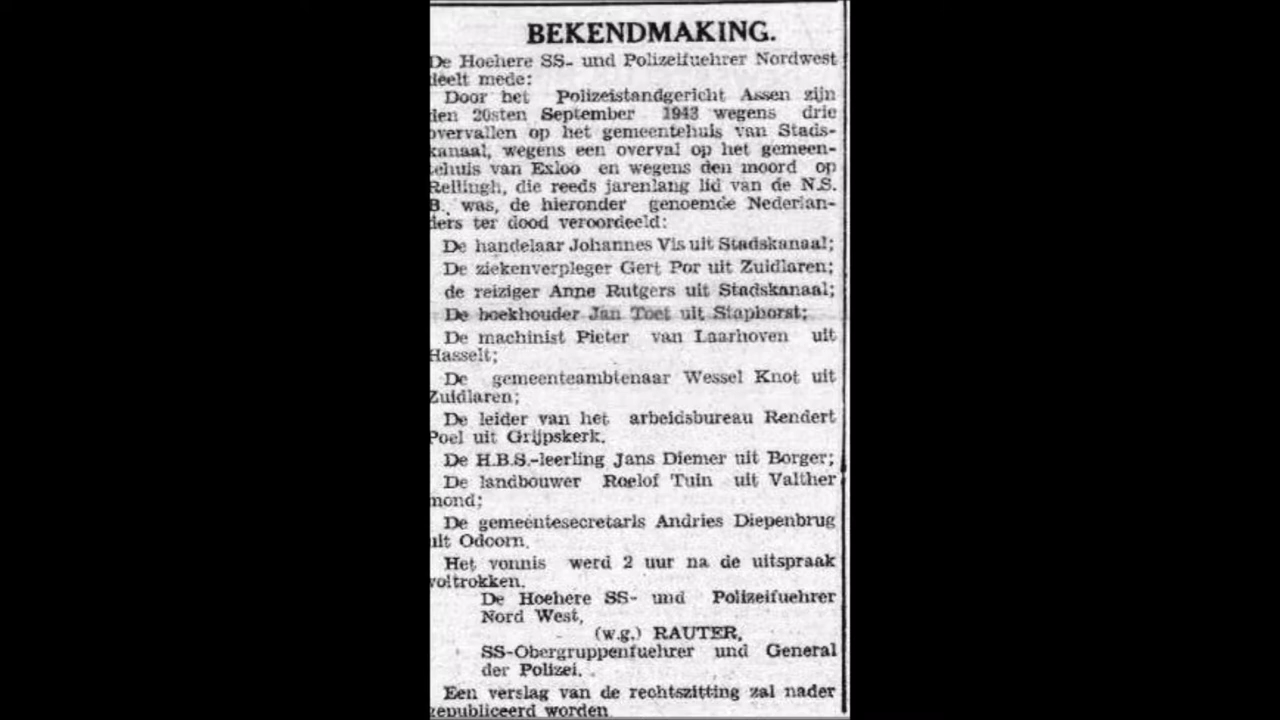 BEKENDMAKING.
De Hoehere SS- und Polizeifuehrer Nordwest
deelt mede:
Door het Polizeistandgericht Assen zijn
den 20sten September 1943 wegens drie
overvallen op het gemeentehuis van Stads-
kanaal, wegens een overval op het gemeen-
tehuis van Exloo en wegens den moord op
Rellingh, die reeds jarenlang lid van de N.S.
B. was, de hieronder genoemde Nederlan-
ders ter dood veroordeeld:
De handelaar Johannes Vis uit Stadskanaal;
De ziekenverpleger Gert Por uit Zuidlaren;
de reiziger Anne Rutgers uit Stadskanaal;
De boekhouder Jan Toet uit Staphorst;
De machinist Pieter van Laarhoven uit
Hasselt;
De gemeenteambtenaar Wessel Knot uit
Zuidlaren;
De leider van het arbeidsbureau Rendert
Poel uit Grijpskerk.
De H.B.S.-leerling Jans Diemer uit Borger;
De landbouwer Roelof Tuin uit Valther
mond;
De gemeentesecretaris Andries Diepenbrug
uit Odoorn.
Het vonnis werd 2 uur na de uitspraak
voltrokken.
De Hoehere SS- und Polizeifuehrer
Nord West,
(w.g.) RAUTER,
SS-Obergruppenfuehrer und General
der Polizei.
Een verslag van de rechtszitting zal nader
gepubliceerd worden